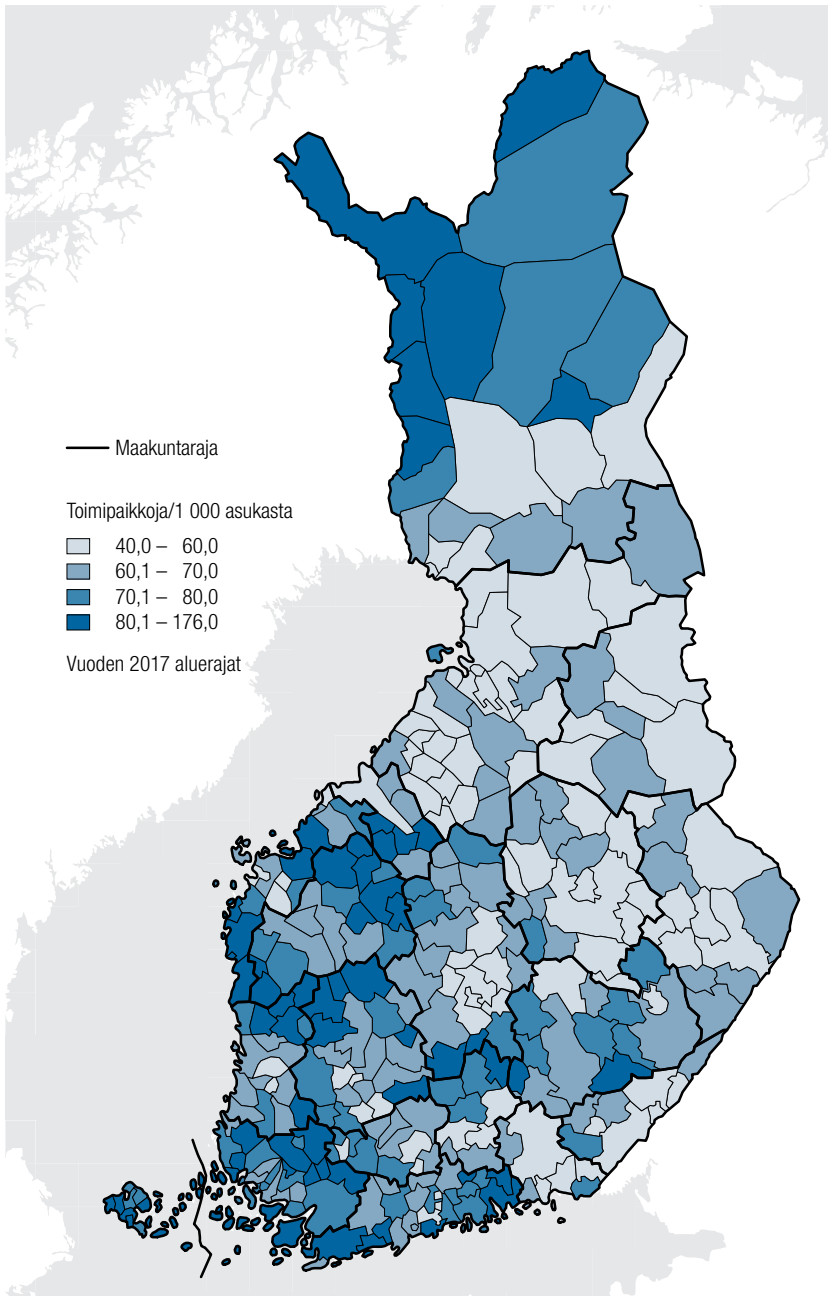 Maakuntaraja
Toimipaikkoja/1 000 asukasta
40,0 – 60,0
60,1 – 70,0
70,1 – 80,0
80,1 – 176,0
Vuoden 2017 aluerajat